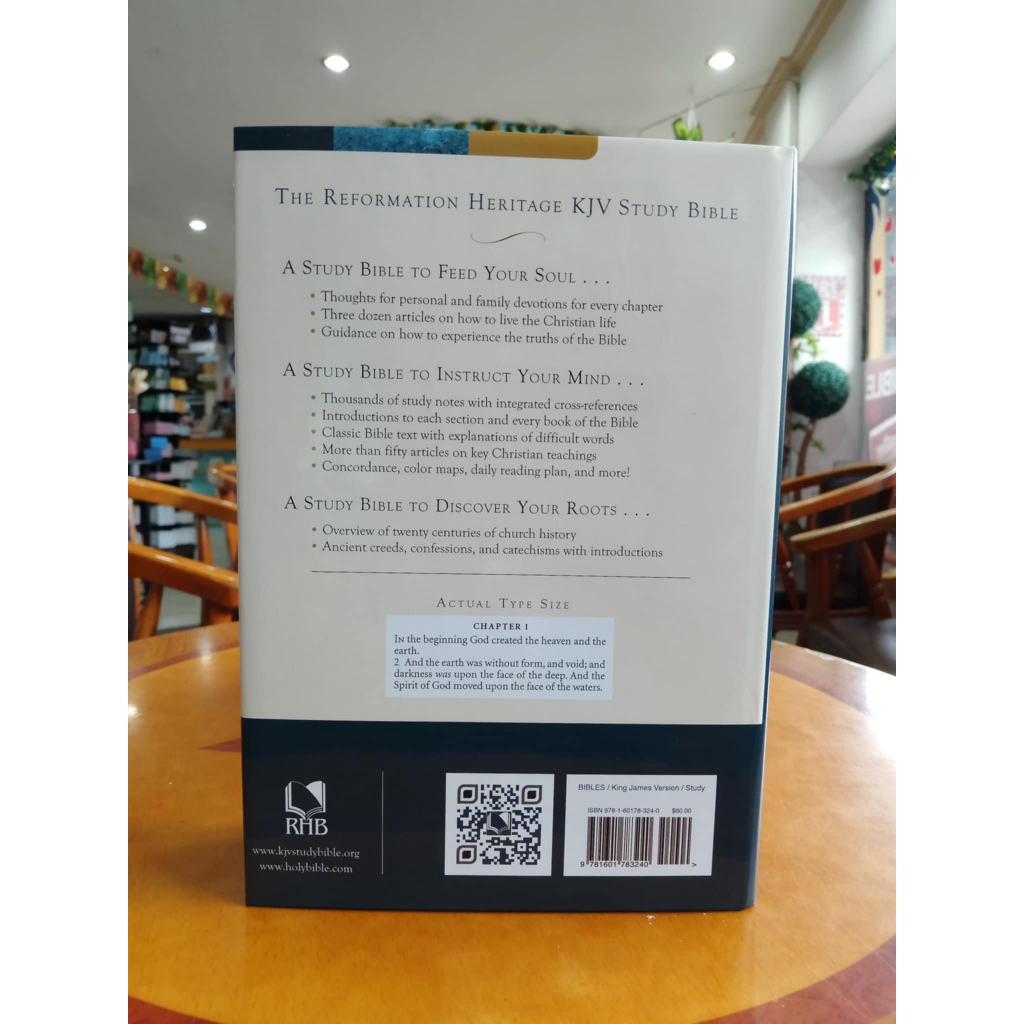 THE REFORMATION HERITAGE KJV STUDY BIBLE
A STUDY BIBLE TO FEED YOUR SOUL . . .
• Thoughts for personal and family devotions for every chapter
• Three dozen articles on how to live the Christian life
• Guidance on how to experience the truths of the Bible
A STUDY BIBLE TO INSTRUCT YOUR MIND . . .
• Thousands of study notes with integrated cross-references
• Introductions to each section and every book of the Bible
• Classic Bible text with explanations of difficult words
• More than fifty articles on key Christian teachings
• Concordance, color maps, daily reading plan, and more!
A STUDY BIBLE TO DISCOVER YOUR ROOTS . . .
• Overview of twenty centuries of church history
• Ancient creeds, confessions, and catechisms with introductions
ACTUAL TYPE SIZE
CHAPTER 1
IN the beginning God created the heaven and the
earth.
2 And the earth was without form, and void; and
darkness was upon the face of the deep. And the
Spirit of God moved upon the face of the waters.
RHB
www.kjvstudybible.org
www.holybible.com
BIBLES / King James Version / Study
ISBN 978-1-60178-324-0 $60.00
9 781601 783240 >